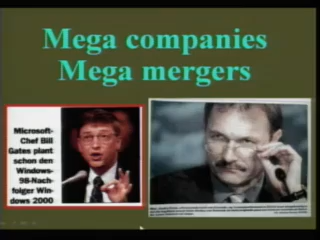 Mega companies
Mega mergers
Microsoft-
Chef Bill
Gates plant
schon den
Windows-
98-Nach-
folger Win-
dows 2000